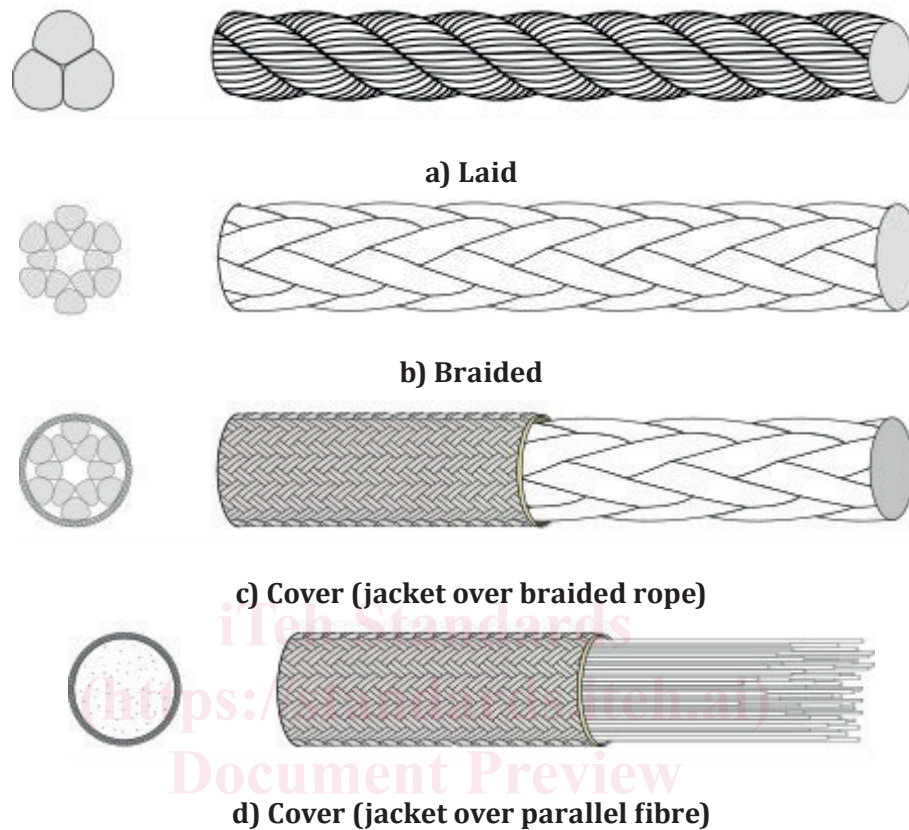 a) Laid
b) Braided
c) Cover (jacket over braided rope)
iTeh Standards
(https://standards.iteh.ai)
Document Preview
d) Cover (jacket over parallel fibre)